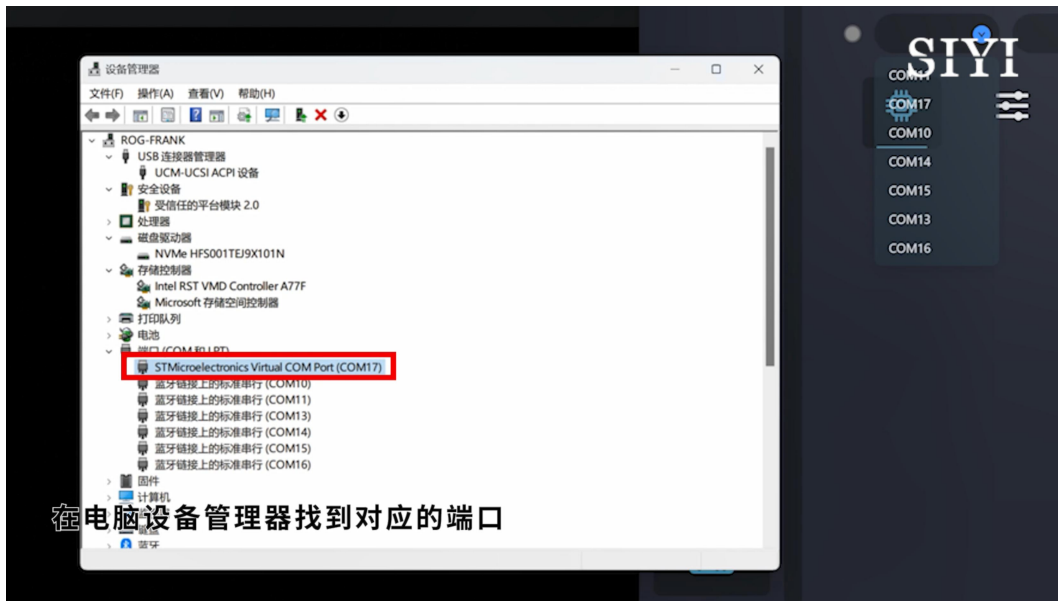 设备管理器
文件(F) 操作(A) 查看(V) 帮助(H)
ROG-FRANK
USB 连接器管理器
UCM-UCSI ACPI 设备
安全设备
受信任的平台模块 2.0
处理器
磁盘驱动器
NVMe HFS001TEJ9X101N
存储控制器
Intel RST VMD Controller A77F
Microsoft 存储空间控制器
打印队列
电池
端口 (COM 和 LPT)
STMicroelectronics Virtual COM Port (COM17)
蓝牙链接上的标准串行 (COM10)
蓝牙链接上的标准串行 (COM11)
蓝牙链接上的标准串行 (COM13)
蓝牙链接上的标准串行 (COM14)
蓝牙链接上的标准串行 (COM15)
蓝牙链接上的标准串行 (COM16)
固件
计算机
蓝牙
在电脑设备管理器找到对应的端口
SIYI
COM11
COM17
COM10
COM14
COM15
COM13
COM16